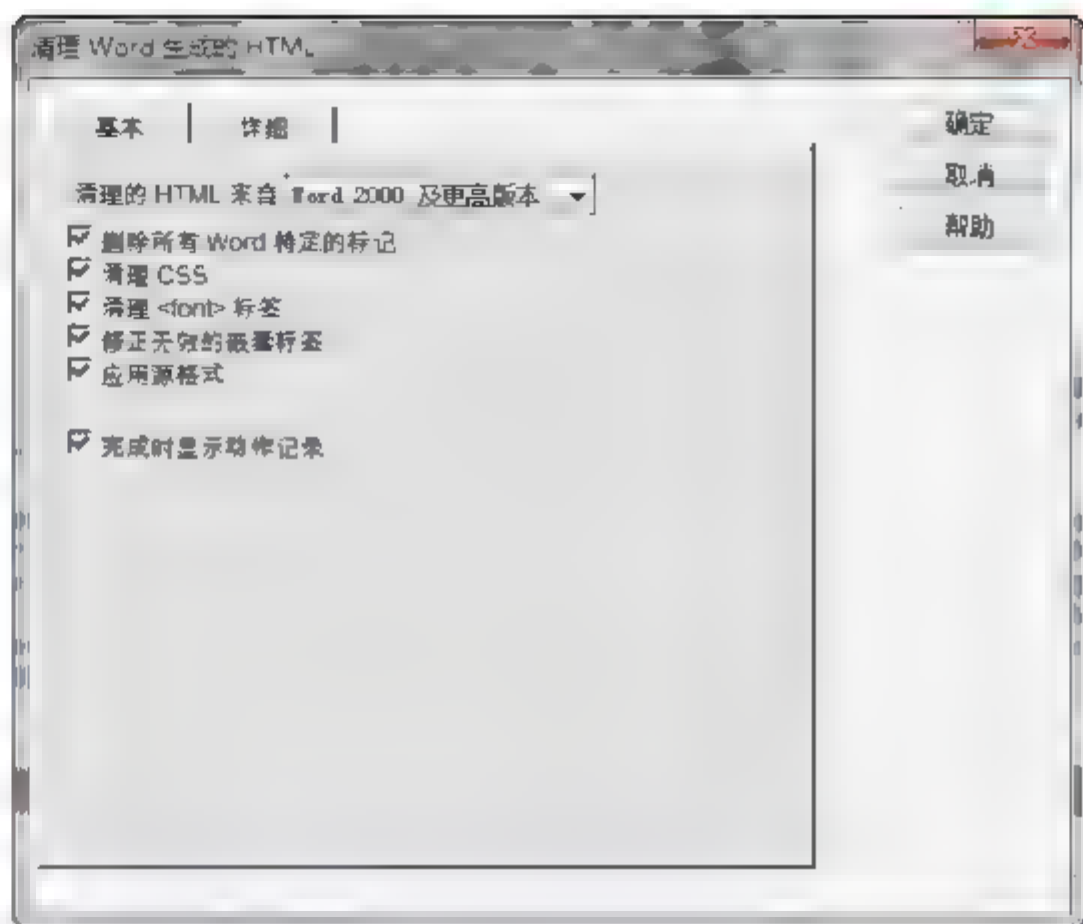 清理 Word 生成的 HTML
基本 详细
确定
取消
帮助
清理的 HTML 来自 Word 2000 及更高版本
删除所有 Word 特定的标记
清理 CSS
清理 <font> 标签
修正无效的嵌套标签
应用源格式
完成时显示动作记录